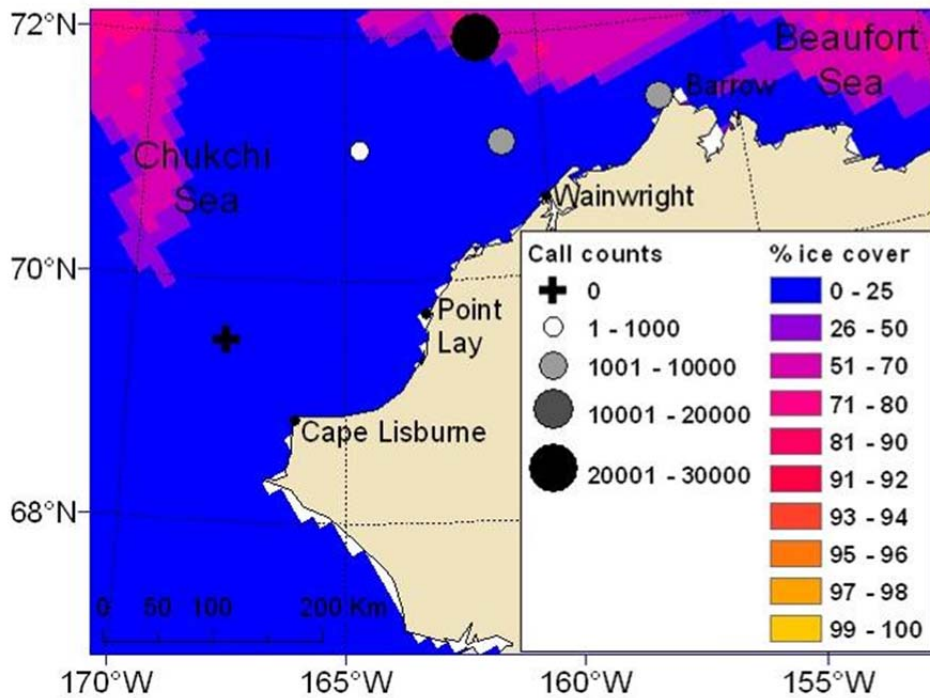 72°N
Beaufort
Sea
Barrow
Chukchi
Sea
Wainwright
70°N
Point
Lay
Cape Lisburne
68°N
0 50 100 200 Km
170°W 165°W 160°W 155°W
Call counts
0
1 - 1000
1001 - 10000
10001 - 20000
20001 - 30000
% ice cover
0 - 25
26 - 50
51 - 70
71 - 80
81 - 90
91 - 92
93 - 94
95 - 96
97 - 98
99 - 100